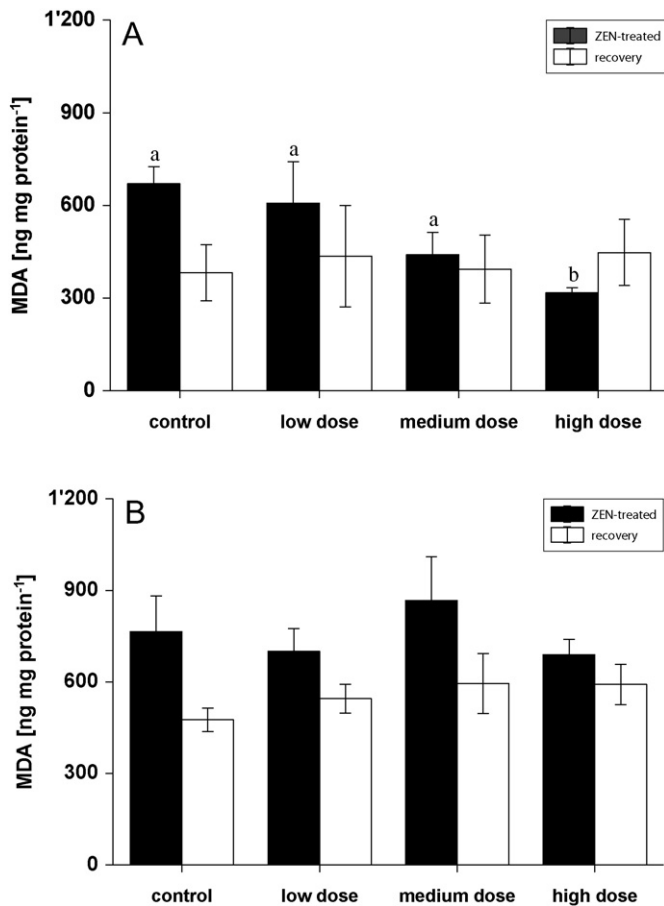 A
1'200
900
600
300
0
MDA [ng mg protein-1]
ZEN-treated
recovery
a
a
a
b
control
low dose
medium dose
high dose
B
1'200
900
600
300
0
MDA [ng mg protein-1]
ZEN-treated
recovery
control
low dose
medium dose
high dose